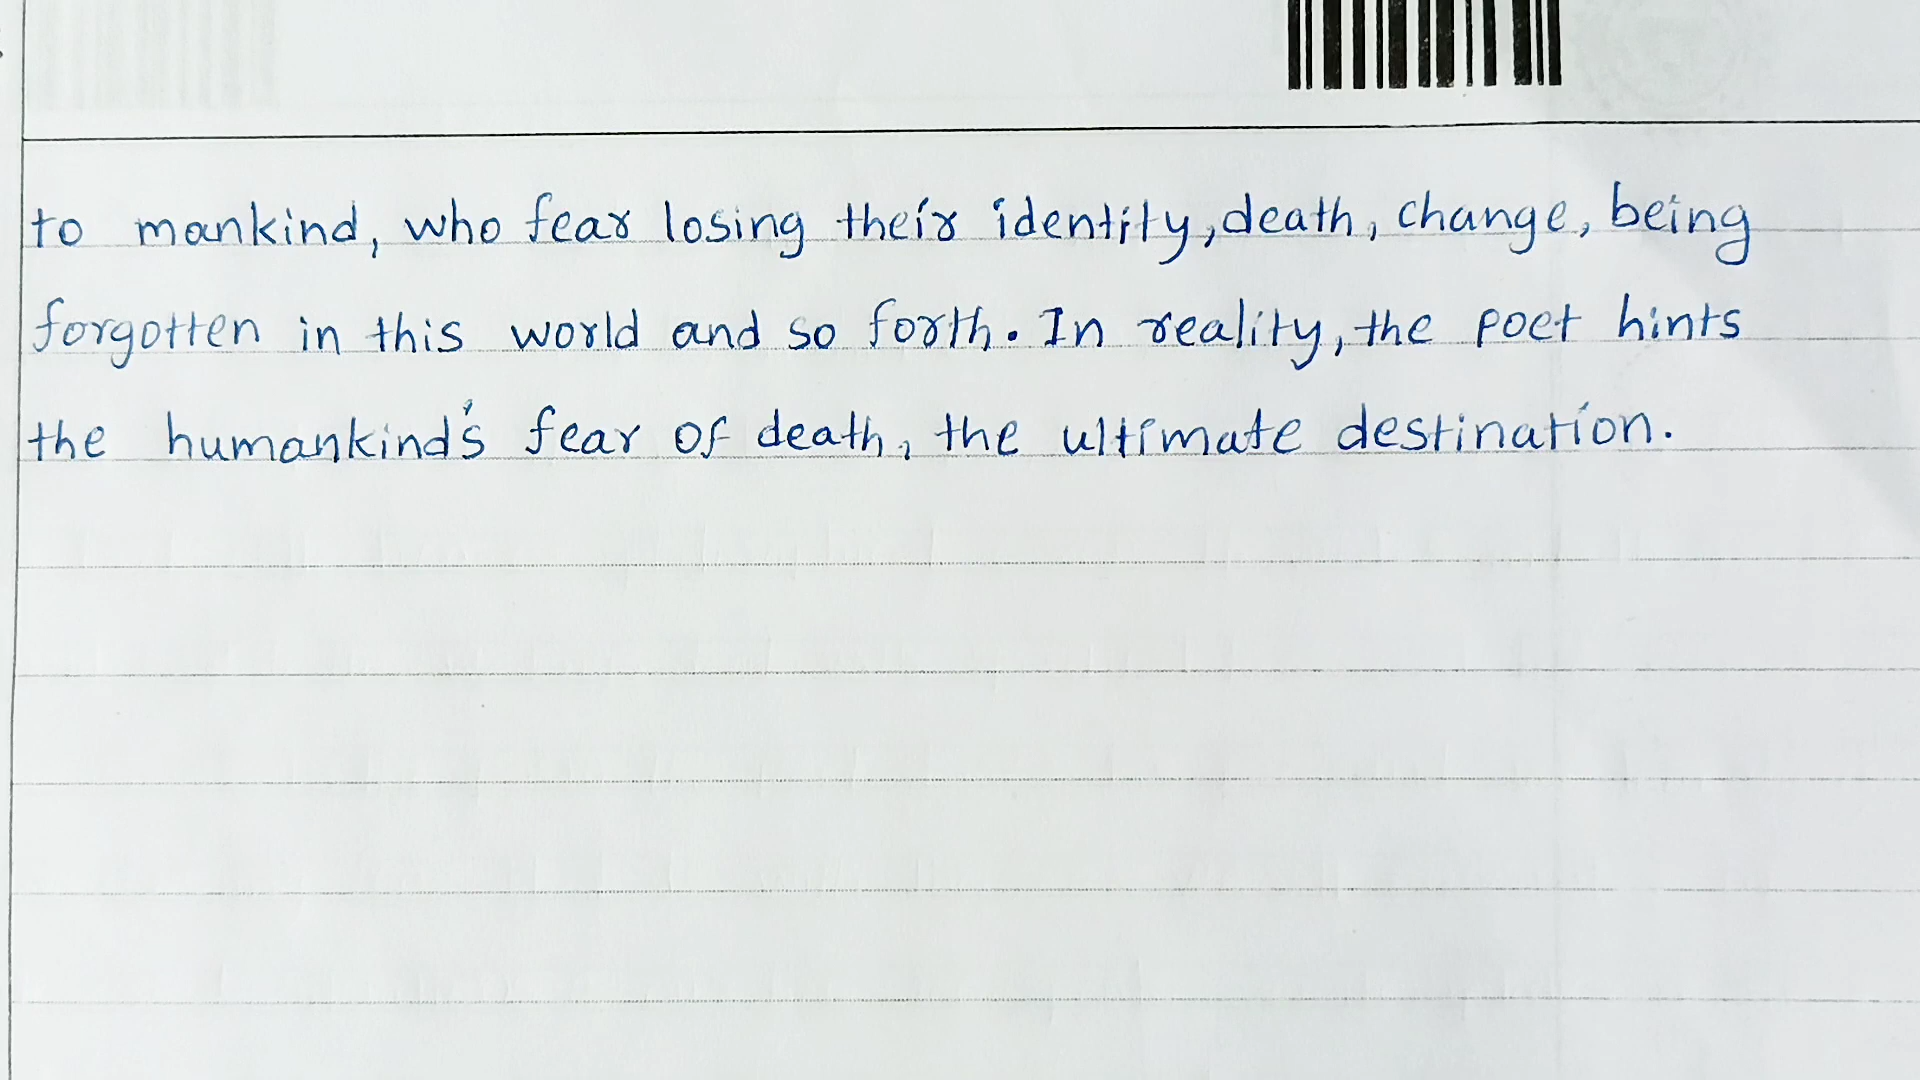 to mankind, who fear losing their identity, death, change, being
forgotten in this world and so forth. In reality, the poet hints
the humankind's fear of death, the ultimate destination.